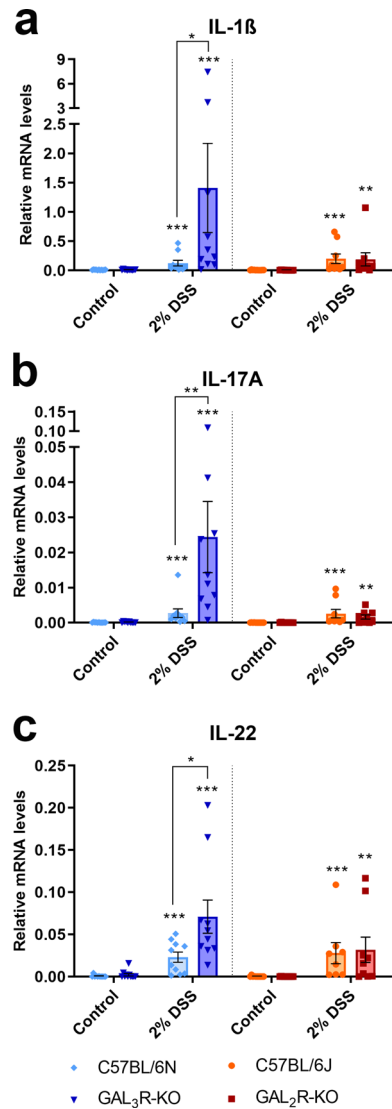 a
IL-1ß
Relative mRNA levels
9
6
3
2.5
2.0
1.5
1.0
0.5
0.0
*
***
***
***
**
Control
2% DSS
Control
2% DSS
b
IL-17A
Relative mRNA levels
0.15
0.10
0.05
0.04
0.03
0.02
0.01
0.00
**
***
***
***
**
Control
2% DSS
Control
2% DSS
c
IL-22
Relative mRNA levels
0.25
0.20
0.15
0.10
0.05
0.00
*
***
***
***
**
Control
2% DSS
Control
2% DSS
C57BL/6N
C57BL/6J
GAL₃R-KO
GAL₂R-KO